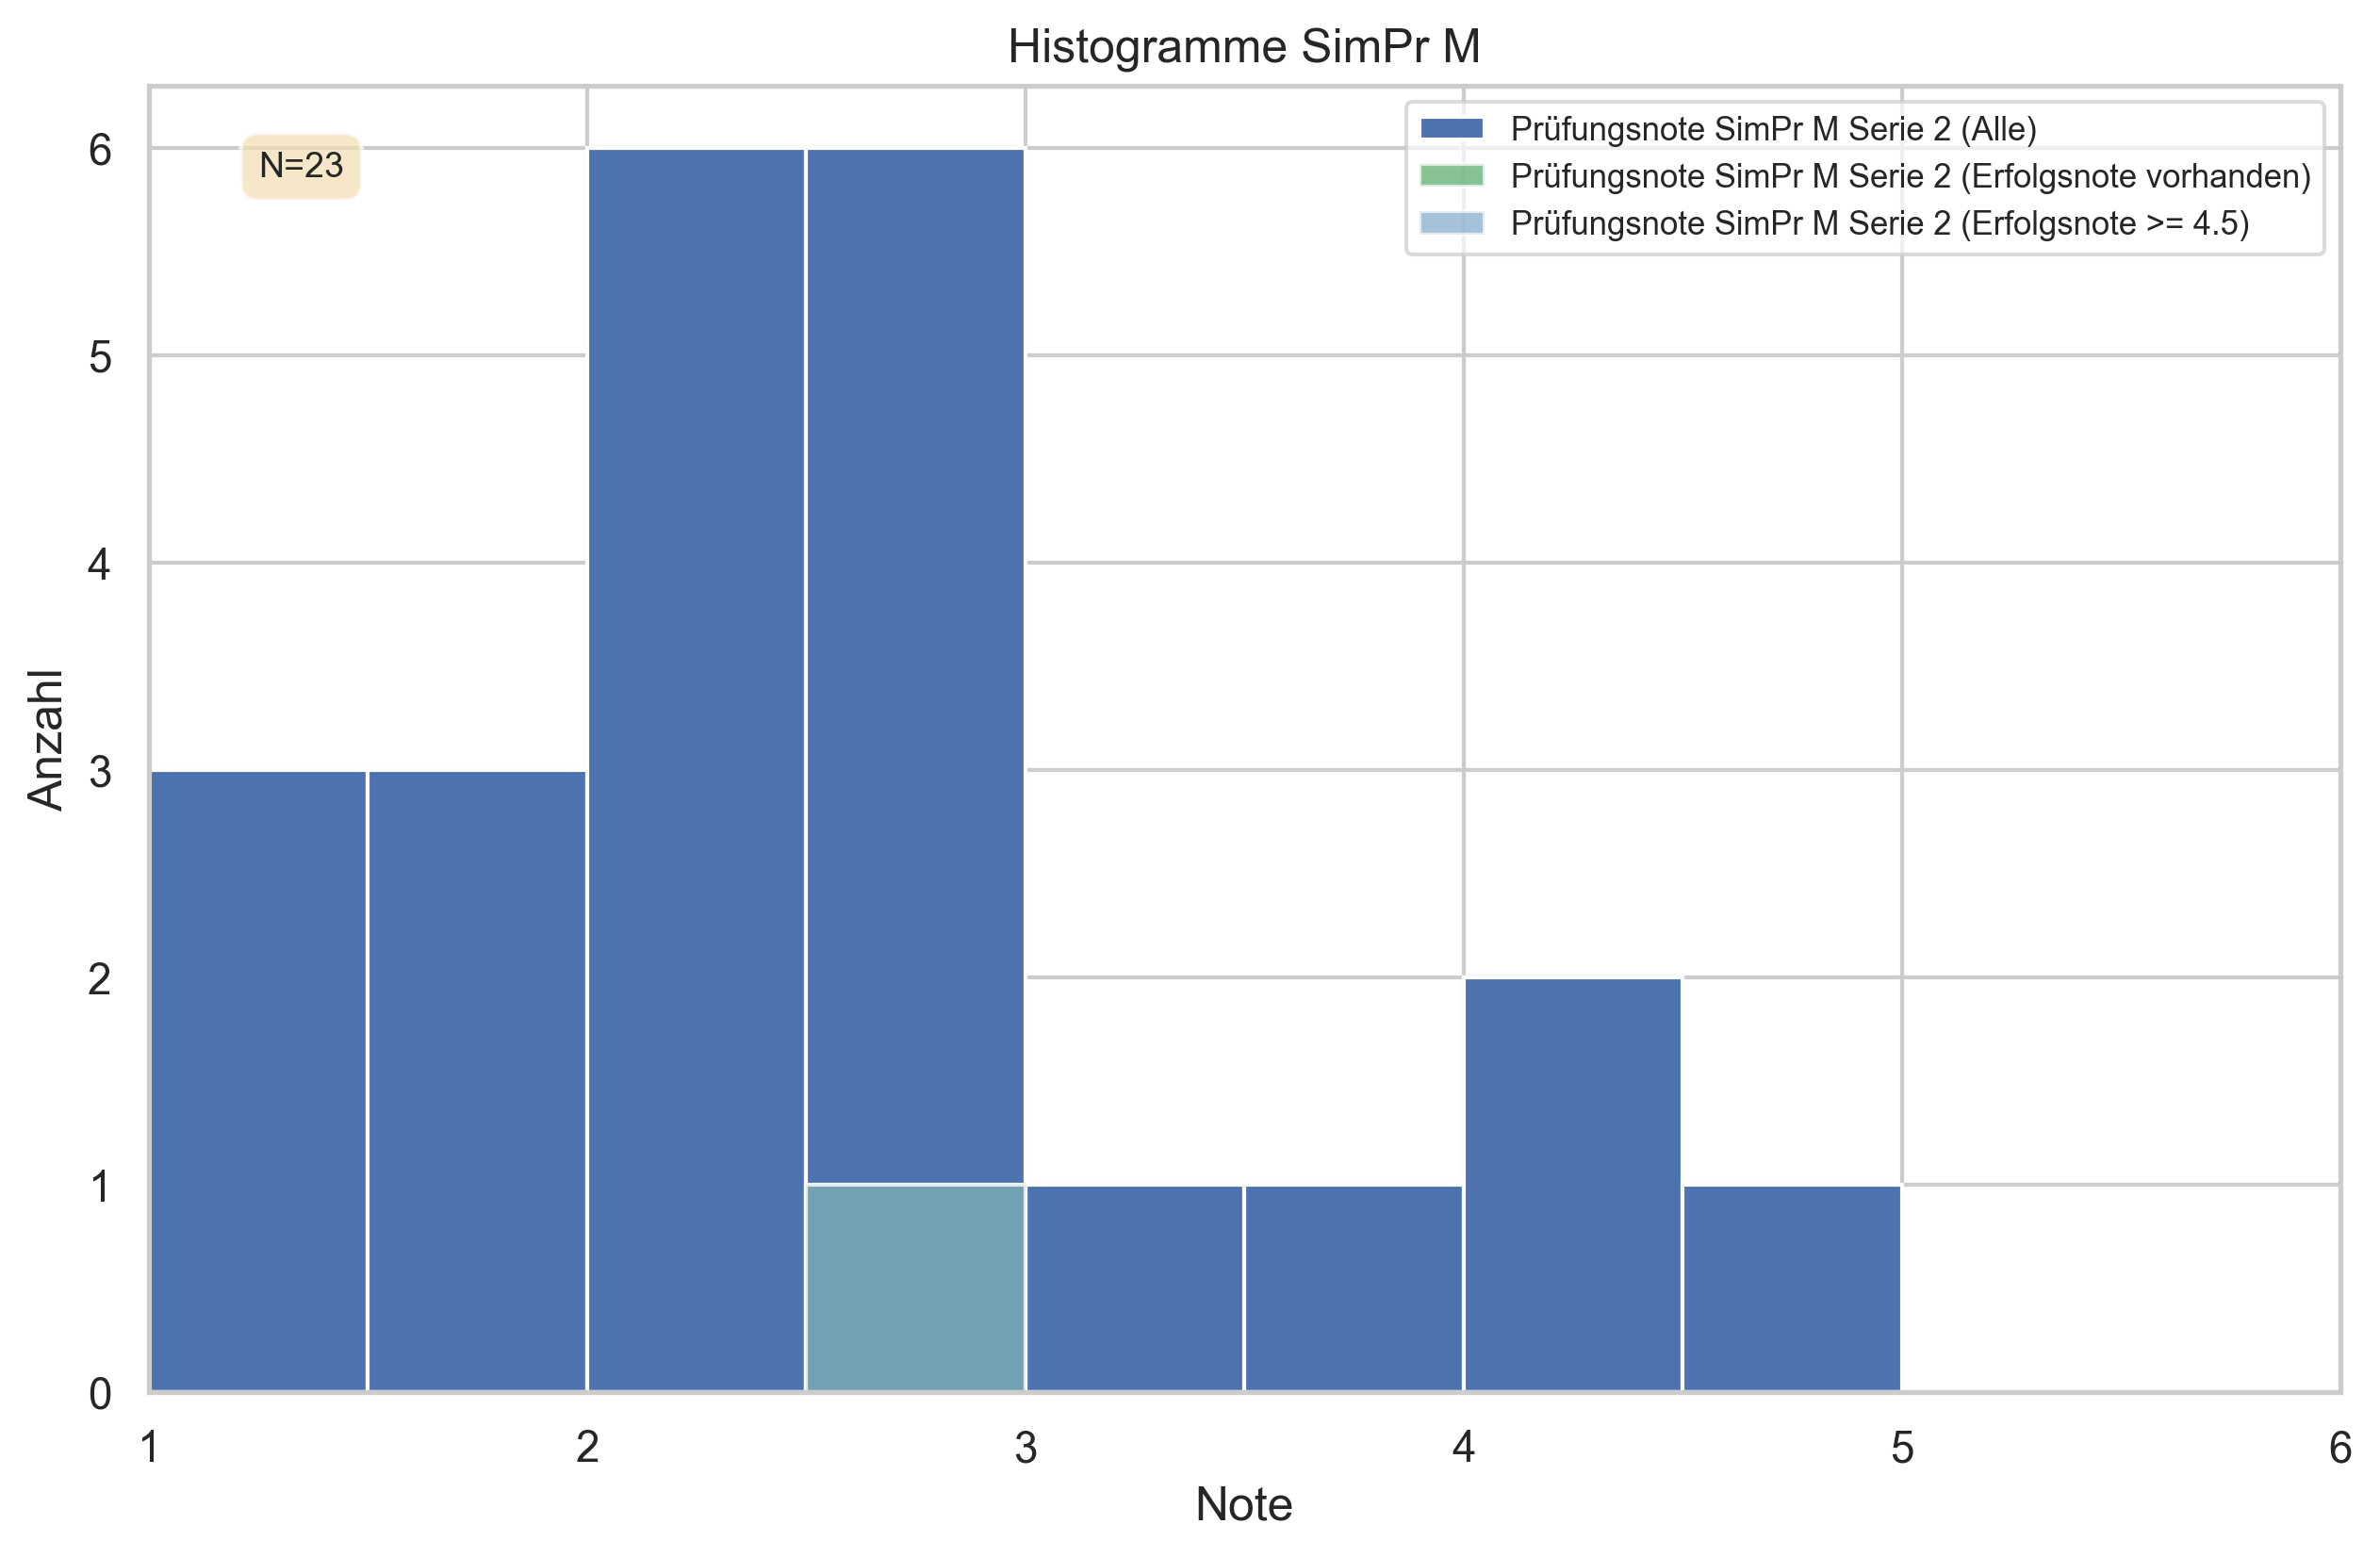 Histogramme SimPr M
N=23
Prüfungsnote SimPr M Serie 2 (Alle)
Prüfungsnote SimPr M Serie 2 (Erfolgsnote vorhanden)
Prüfungsnote SimPr M Serie 2 (Erfolgsnote >= 4.5)
6
5
4
3
2
1
0
Anzahl
1 2 3 4 5 6
Note